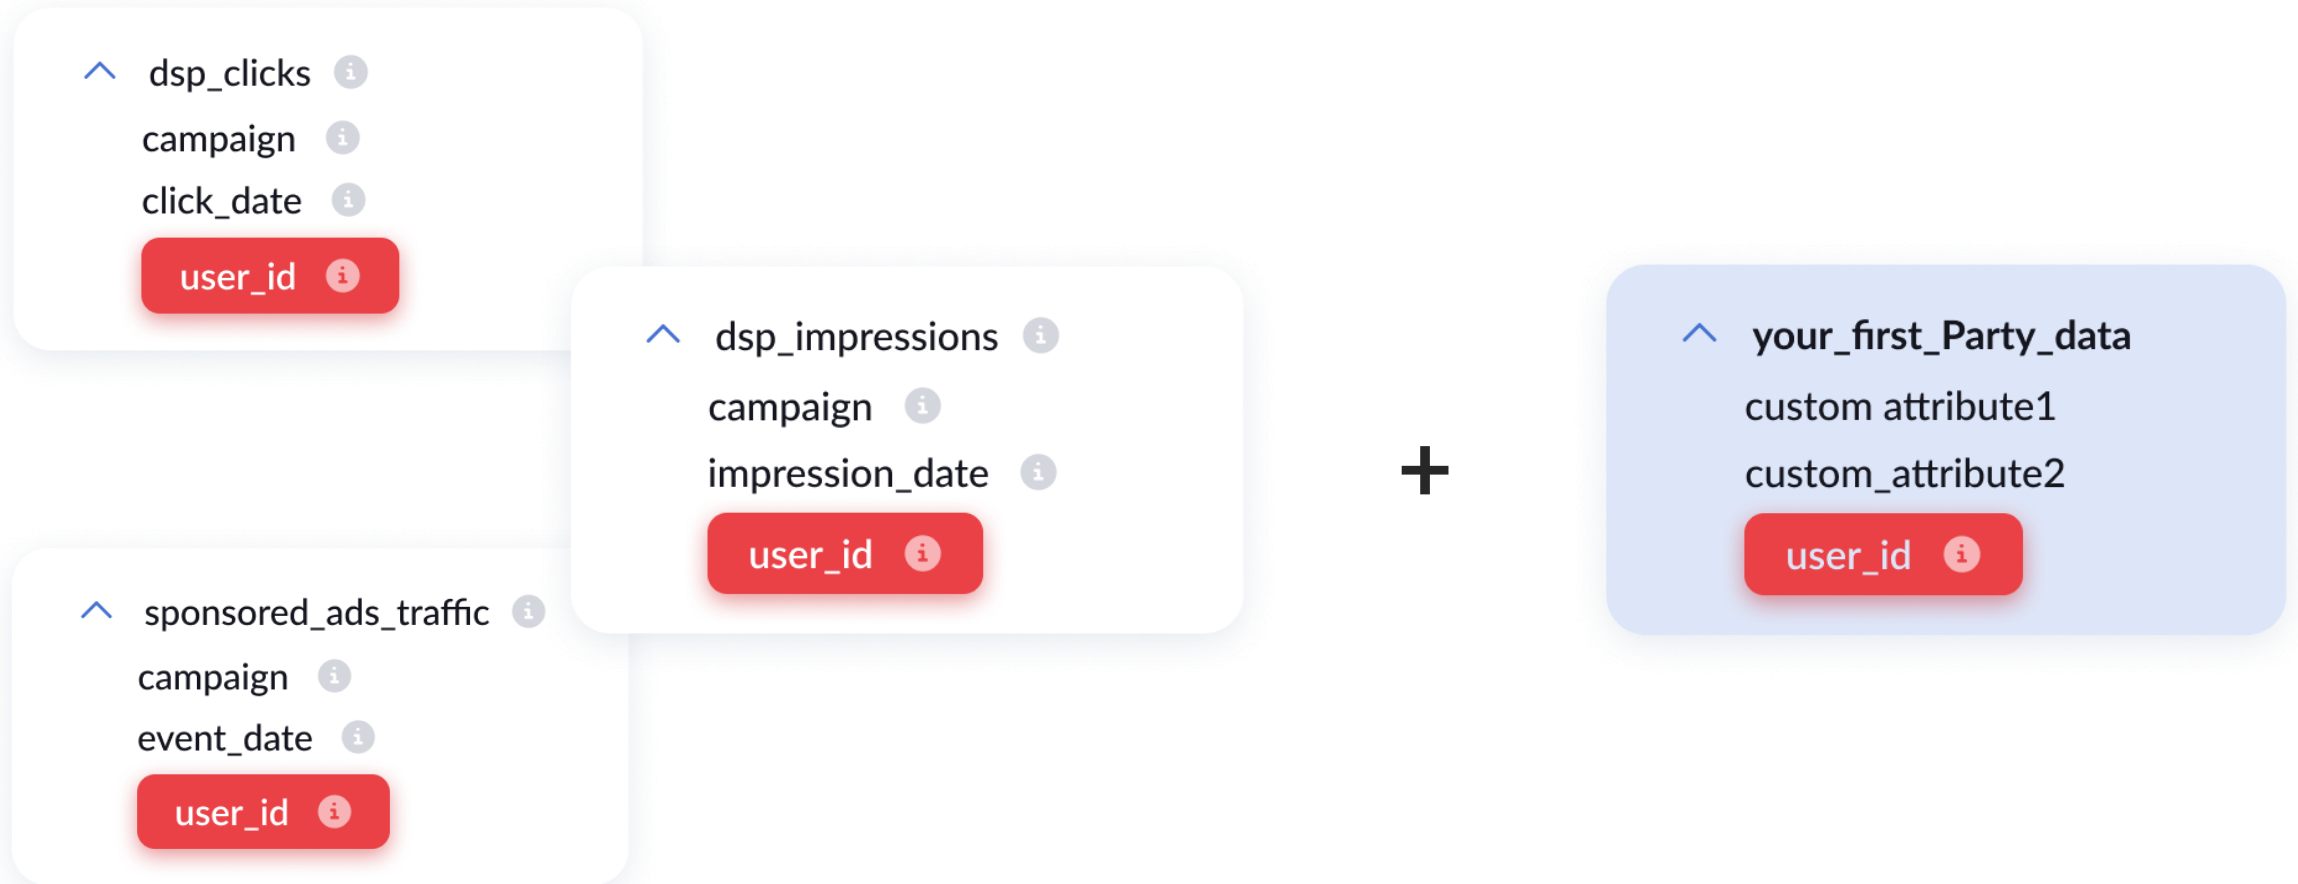 dsp_clicks
campaign
click_date
user_id
dsp_impressions
campaign
impression_date
user_id
sponsored_ads_traffic
campaign
event_date
user_id
+
your_first_Party_data
custom attribute1
custom_attribute2
user_id